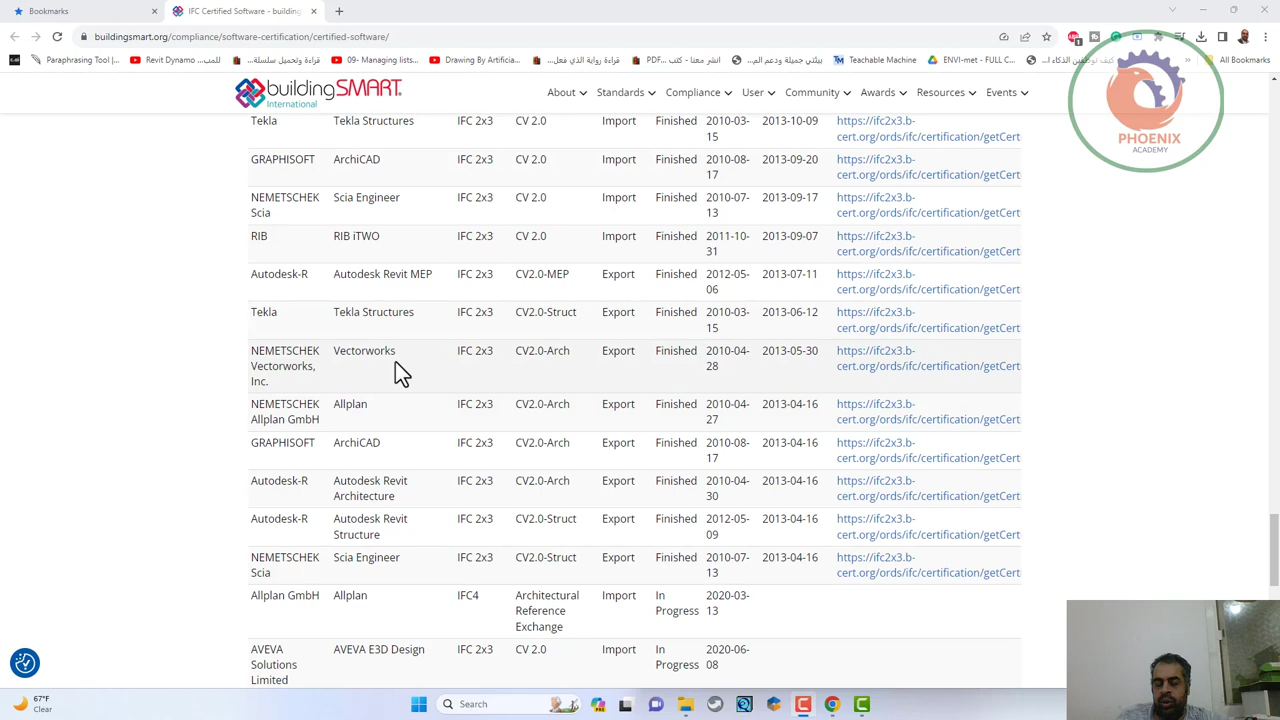 Bookmarks
IFC Certified Software - building
buildingsmart.org/compliance/software-certification/certified-software/
Paraphrasing Tool |
Revit Dynamo للمب...
09- Managing lists...
قراءة وتحميل سلسلة...
Drawing By Artificia...
قراءة رواية الذي فعل...
انشر معنا - كتب PDF...
بيئتي جميلة ودعم الم...
Teachable Machine
ENVI-met - FULL C...
All Bookmarks
buildingSMART
International
About
Standards
Compliance
User
Community
Awards
Resources
Events
PHOENIX
ACADEMY
Tekla Tekla Structures IFC 2x3 CV 2.0 Import Finished 2010-03- 2013-10-09 https://ifc2x3.b-
15 cert.org/ords/ifc/certification/getCert
GRAPHISOFT ArchiCAD IFC 2x3 CV 2.0 Import Finished 2010-08- 2013-09-20 https://ifc2x3.b-
17 cert.org/ords/ifc/certification/getCert
NEMETSCHEK Scia Engineer IFC 2x3 CV 2.0 Import Finished 2010-07- 2013-09-17 https://ifc2x3.b-
Scia 13 cert.org/ords/ifc/certification/getCert
RIB RIB iTWO IFC 2x3 CV 2.0 Import Finished 2011-10- 2013-09-07 https://ifc2x3.b-
31 cert.org/ords/ifc/certification/getCert
Autodesk-R Autodesk Revit MEP IFC 2x3 CV2.0-MEP Export Finished 2012-05- 2013-07-11 https://ifc2x3.b-
06 cert.org/ords/ifc/certification/getCert
Tekla Tekla Structures IFC 2x3 CV2.0-Struct Export Finished 2010-03- 2013-06-12 https://ifc2x3.b-
15 cert.org/ords/ifc/certification/getCert
NEMETSCHEK Vectorworks IFC 2x3 CV2.0-Arch Export Finished 2010-04- 2013-05-30 https://ifc2x3.b-
Vectorworks, 28 cert.org/ords/ifc/certification/getCert
Inc.
NEMETSCHEK Allplan IFC 2x3 CV2.0-Arch Export Finished 2010-04- 2013-04-16 https://ifc2x3.b-
Allplan GmbH 27 cert.org/ords/ifc/certification/getCert
GRAPHISOFT ArchiCAD IFC 2x3 CV2.0-Arch Export Finished 2010-08- 2013-04-16 https://ifc2x3.b-
17 cert.org/ords/ifc/certification/getCert
Autodesk-R Autodesk Revit IFC 2x3 CV2.0-Arch Export Finished 2010-04- 2013-04-16 https://ifc2x3.b-
Architecture 30 cert.org/ords/ifc/certification/getCert
Autodesk-R Autodesk Revit IFC 2x3 CV2.0-Struct Export Finished 2012-05- 2013-04-16 https://ifc2x3.b-
Structure 09 cert.org/ords/ifc/certification/getCert
NEMETSCHEK Scia Engineer IFC 2x3 CV2.0-Struct Export Finished 2010-07- 2013-04-16 https://ifc2x3.b-
Scia 13 cert.org/ords/ifc/certification/getCert
Allplan GmbH Allplan IFC4 Architectural Import In 2020-03-
Reference Progress 13
Exchange
AVEVA AVEVA E3D Design IFC 2x3 CV 2.0 Import In 2020-06-
Solutions Progress 08
Limited
67°F
Clear
Search